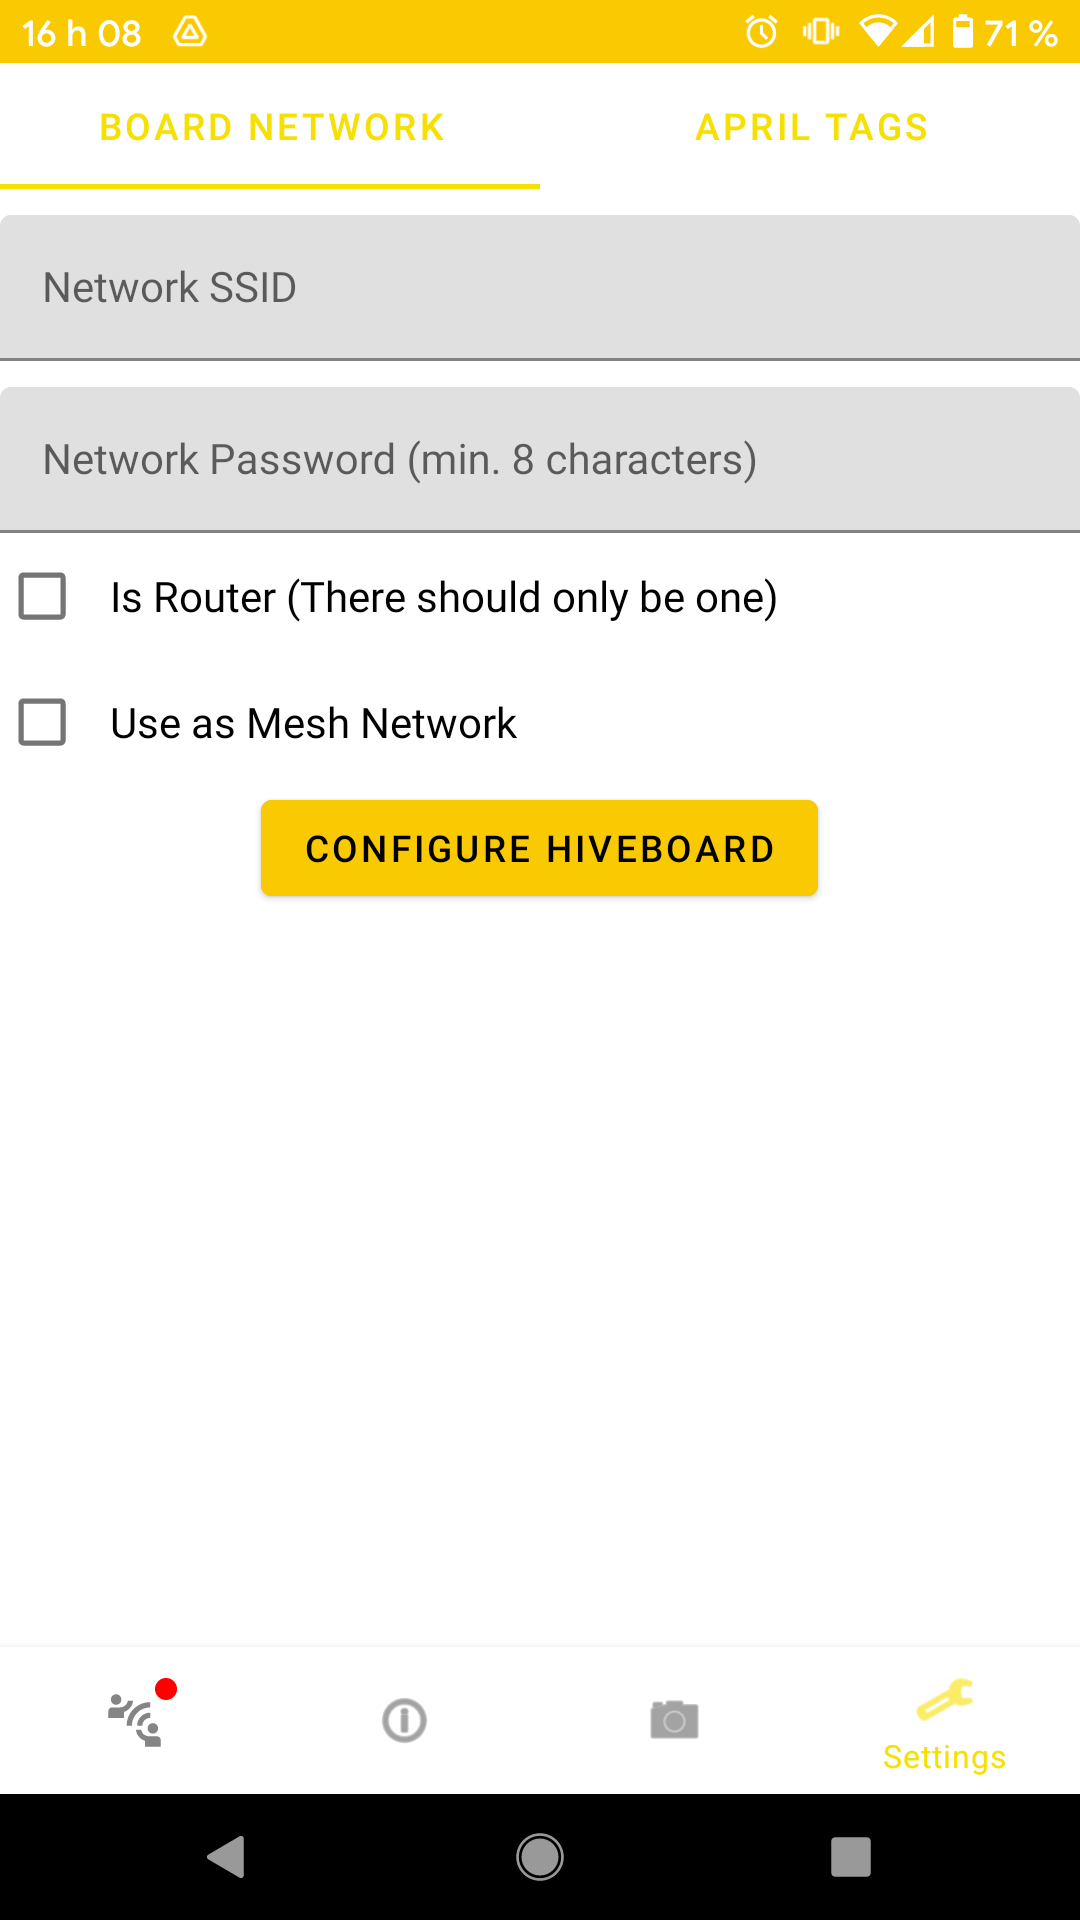 16 h 08
71 %
BOARD NETWORK
APRIL TAGS
Network SSID
Network Password (min. 8 characters)
Is Router (There should only be one)
Use as Mesh Network
CONFIGURE HIVEBOARD
Settings